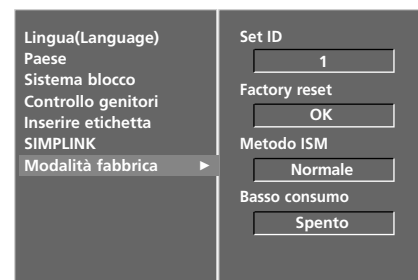 Lingua(Language)
Paese
Sistema blocco
Controllo genitori
Inserire etichetta
SIMPLINK
Modalità fabbrica ►
Set ID
1
Factory reset
OK
Metodo ISM
Normale
Basso consumo
Spento